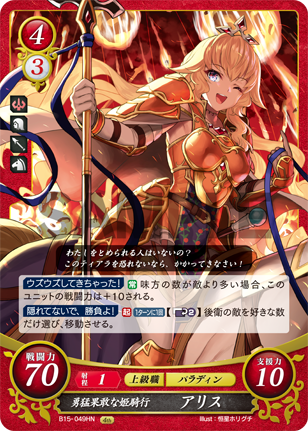 4
3
わたしをとめられる人はいないの？
このティアラを恐れないなら、かかってきなさい！
ウズウズしてきちゃった！ 常 味方の数が敵より多い場合、この
ユニットの戦闘力は+10される。
隠れてないで、勝負よ！ 起 1ターンに1回 【2】 後衛の敵を好きな数
だけ選び、移動させる。
戦闘力
70
射程 1 上級職 パラディン
支援力
10
勇猛果敢な姫騎行 アリス
B15-049HN
Illust：恒星ホリグチ